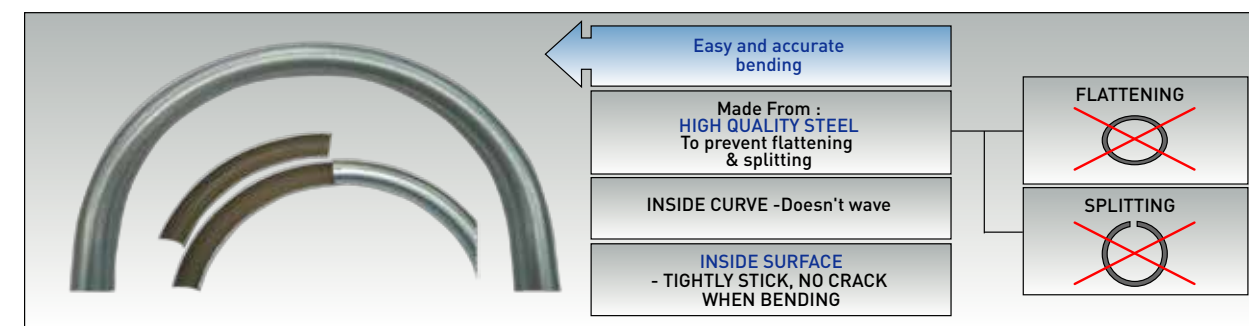 Easy and accurate
bending
Made From :
HIGH QUALITY STEEL
To prevent flattening
& splitting
INSIDE CURVE -Doesn't wave
INSIDE SURFACE
- TIGHTLY STICK, NO CRACK
WHEN BENDING
FLATTENING
SPLITTING